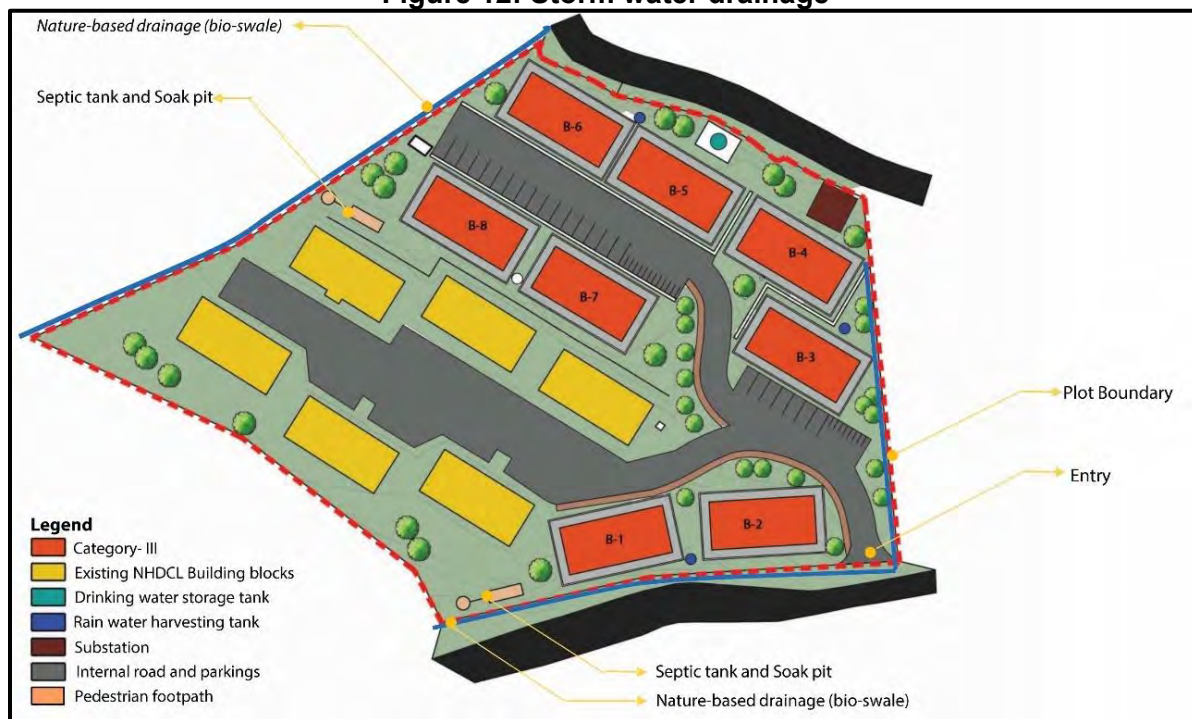 Figure 12: Storm water drainage
Nature-based drainage (bio-swale)
Septic tank and Soak pit
B-6
B-5
B-4
B-8
B-7
B-3
Plot Boundary
Entry
B-2
B-1
Legend
Category- III
Existing NHDCL Building blocks
Drinking water storage tank
Rain water harvesting tank
Substation
Internal road and parkings
Pedestrian footpath
Septic tank and Soak pit
Nature-based drainage (bio-swale)